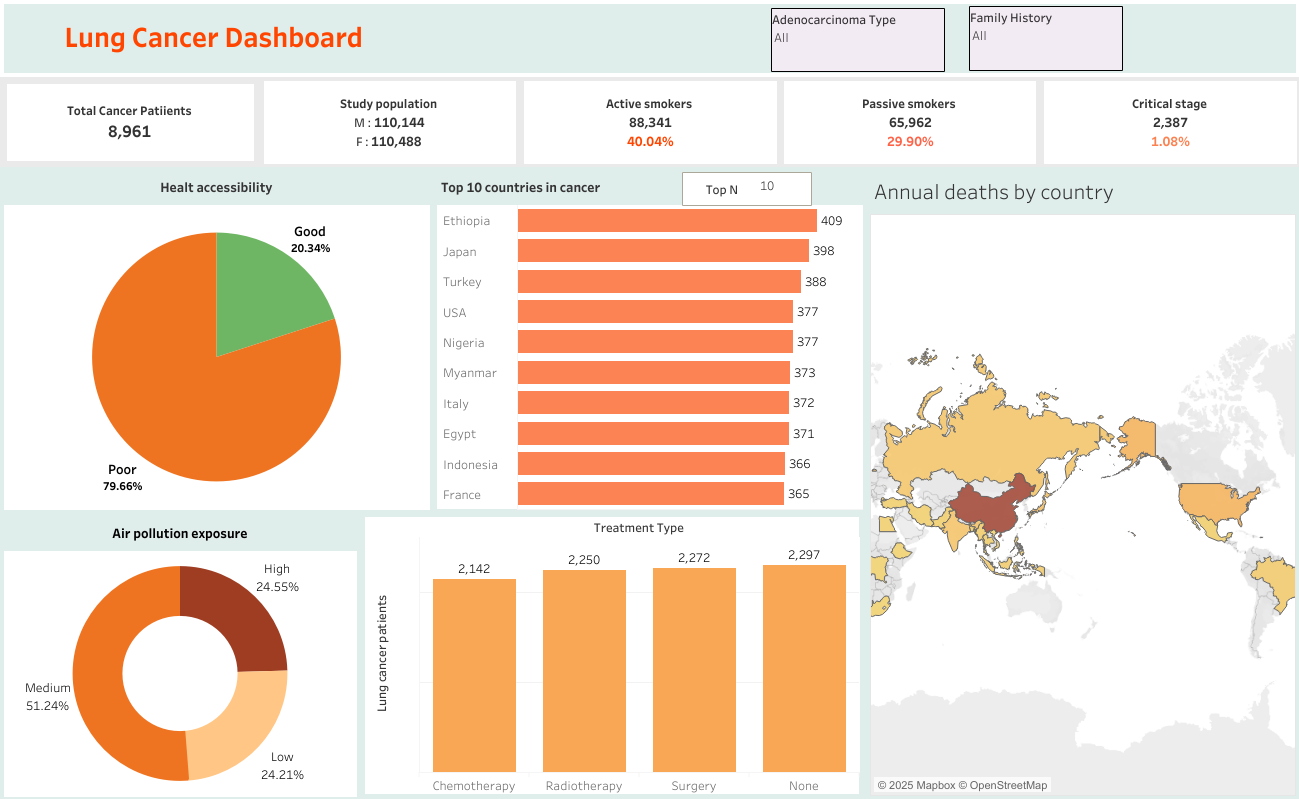 Lung Cancer Dashboard
Adenocarcinoma Type
All
Family History
All
Total Cancer Patiients
8,961
Study population
M : 110,144
F : 110,488
Active smokers
88,341
40.04%
Passive smokers
65,962
29.90%
Critical stage
2,387
1.08%
Healt accessibility
Good
20.34%
Poor
79.66%
Top 10 countries in cancer
Top N 10
Ethiopia 409
Japan 398
Turkey 388
USA 377
Nigeria 377
Myanmar 373
Italy 372
Egypt 371
Indonesia 366
France 365
Annual deaths by country
© 2025 Mapbox © OpenStreetMap
Air pollution exposure
High
24.55%
Medium
51.24%
Low
24.21%
Treatment Type
Lung cancer patients
2,142 2,250 2,272 2,297
Chemotherapy Radiotherapy Surgery None